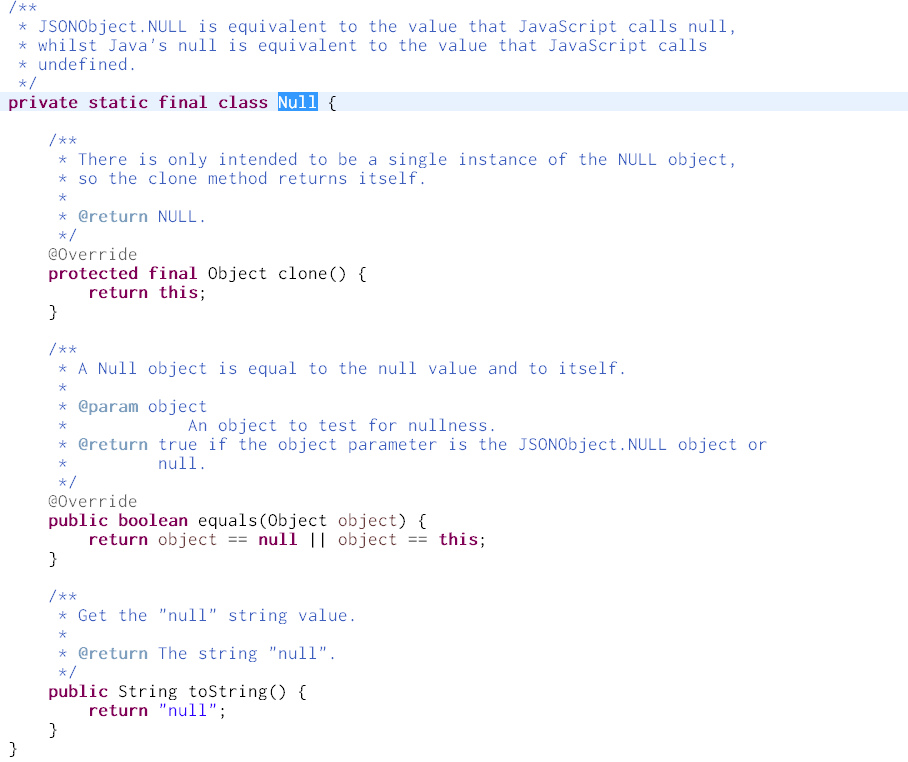 /**
 * JSONObject.NULL is equivalent to the value that JavaScript calls null,
 * whilst Java's null is equivalent to the value that JavaScript calls
 * undefined.
 */
private static final class Null {
    /**
     * There is only intended to be a single instance of the NULL object,
     * so the clone method returns itself.
     *
     * @return NULL.
     */
    @Override
    protected final Object clone() {
        return this;
    }
    /**
     * A Null object is equal to the null value and to itself.
     *
     * @param object
     *            An object to test for nullness.
     * @return true if the object parameter is the JSONObject.NULL object or
     *         null.
     */
    @Override
    public boolean equals(Object object) {
        return object == null || object == this;
    }
    /**
     * Get the "null" string value.
     *
     * @return The string "null".
     */
    public String toString() {
        return "null";
    }
}